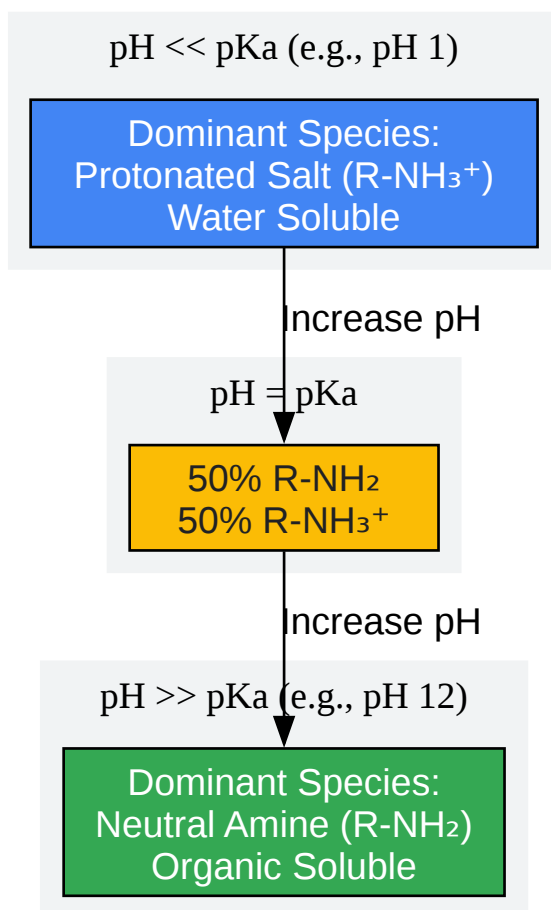 pH << pKa (e.g., pH 1)
Dominant Species:
Protonated Salt (R-NH₃⁺)
Water Soluble
Increase pH
pH = pKa
50% R-NH₂
50% R-NH₃⁺
Increase pH
pH >> pKa (e.g., pH 12)
Dominant Species:
Neutral Amine (R-NH₂)
Organic Soluble